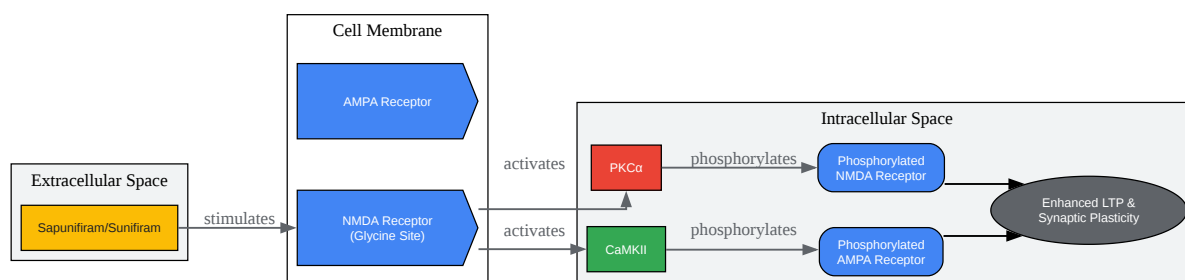 Extracellular Space
Sapunifiram/Sunifiram
stimulates
Cell Membrane
AMPA Receptor
NMDA Receptor
(Glycine Site)
activates
activates
Intracellular Space
PKCα
phosphorylates
Phosphorylated
NMDA Receptor
CaMKII
phosphorylates
Phosphorylated
AMPA Receptor
Enhanced LTP &
Synaptic Plasticity